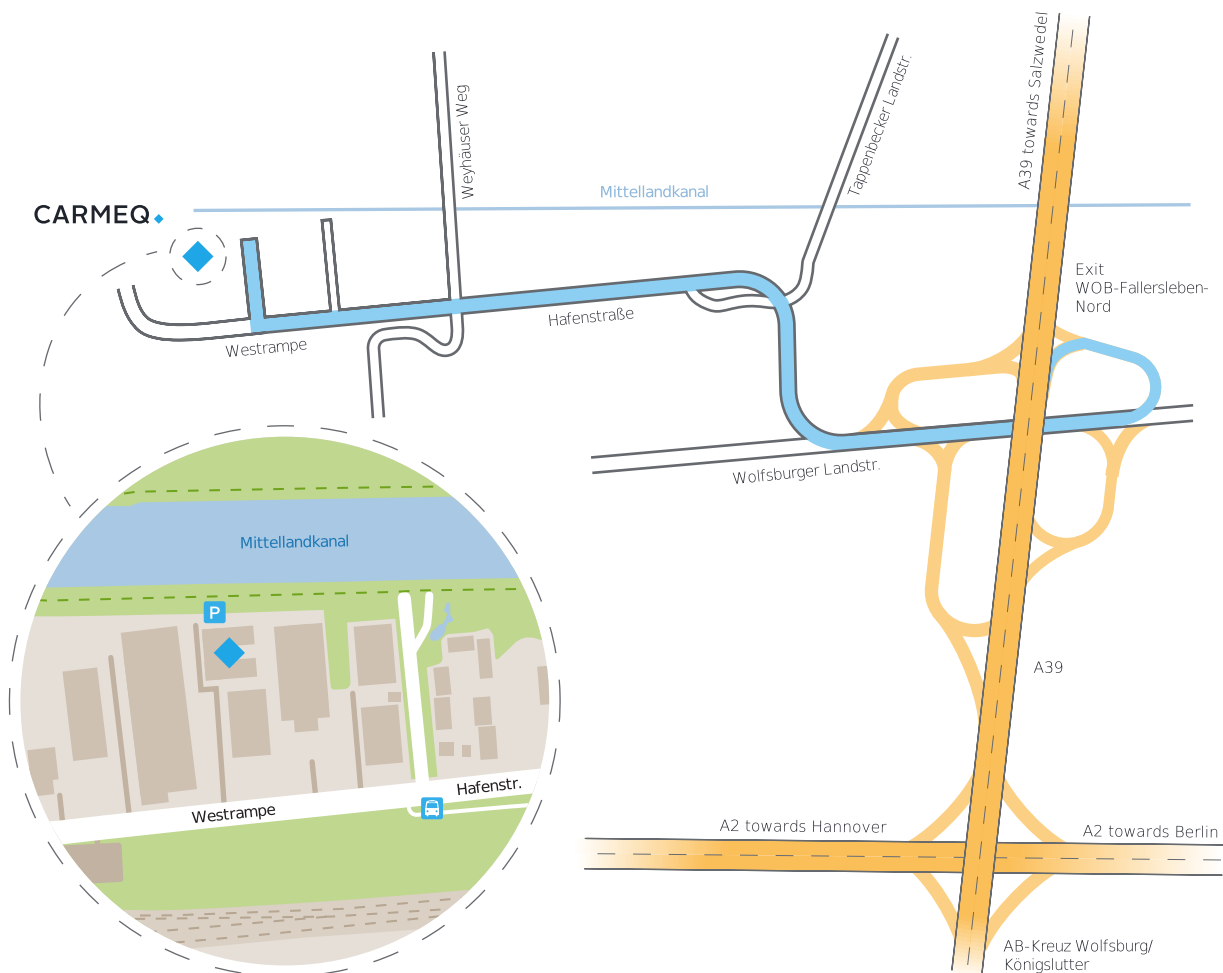 A39 towards Salzwedel
Weyhäuser Weg
Tappenbecker Landstr.
Mittellandkanal
CARMEQ
Exit
WOB-Fallersleben-
Nord
Hafenstraße
Westrampe
Wolfsburger Landstr.
Mittellandkanal
P
A39
Hafenstr.
Westrampe
A2 towards Hannover
A2 towards Berlin
AB-Kreuz Wolfsburg/
Königslutter